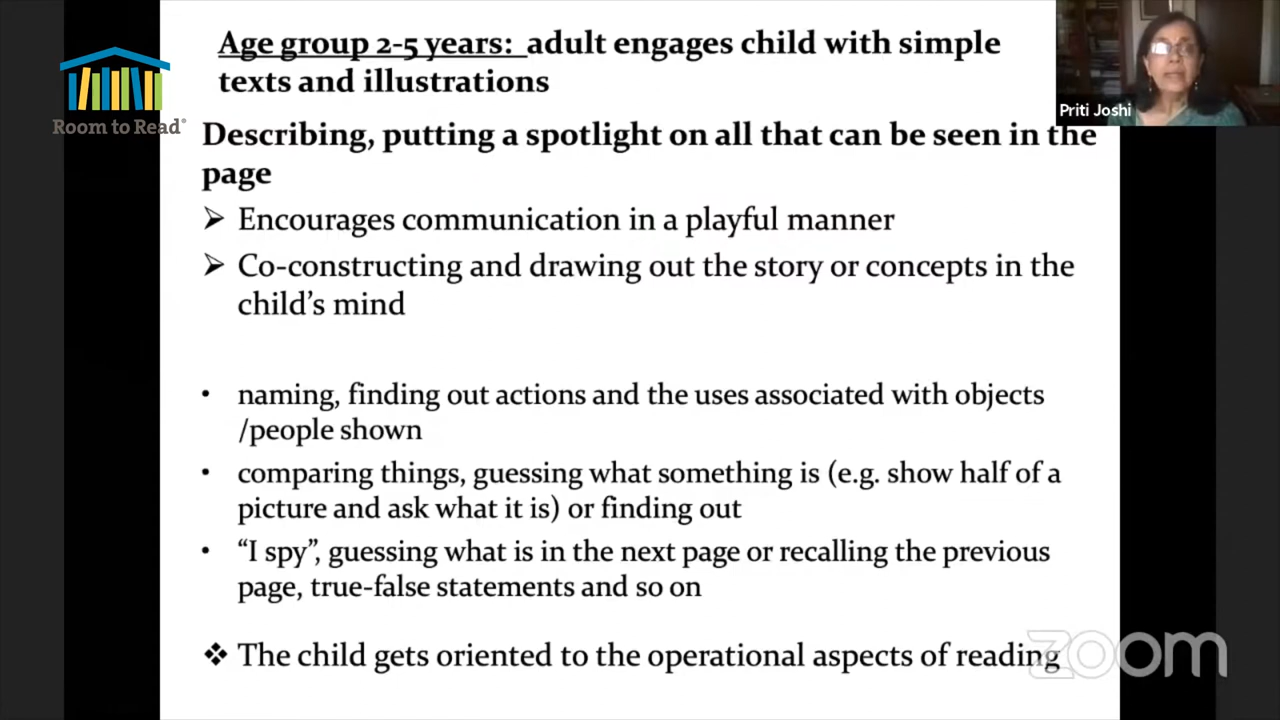 Age group 2-5 years: adult engages child with simple
texts and illustrations
Room to Read®
Priti Joshi
Describing, putting a spotlight on all that can be seen in the
page
➢ Encourages communication in a playful manner
➢ Co-constructing and drawing out the story or concepts in the
child’s mind
• naming, finding out actions and the uses associated with objects
/people shown
• comparing things, guessing what something is (e.g. show half of a
picture and ask what it is) or finding out
• “I spy”, guessing what is in the next page or recalling the previous
page, true-false statements and so on
❖ The child gets oriented to the operational aspects of reading
zoom